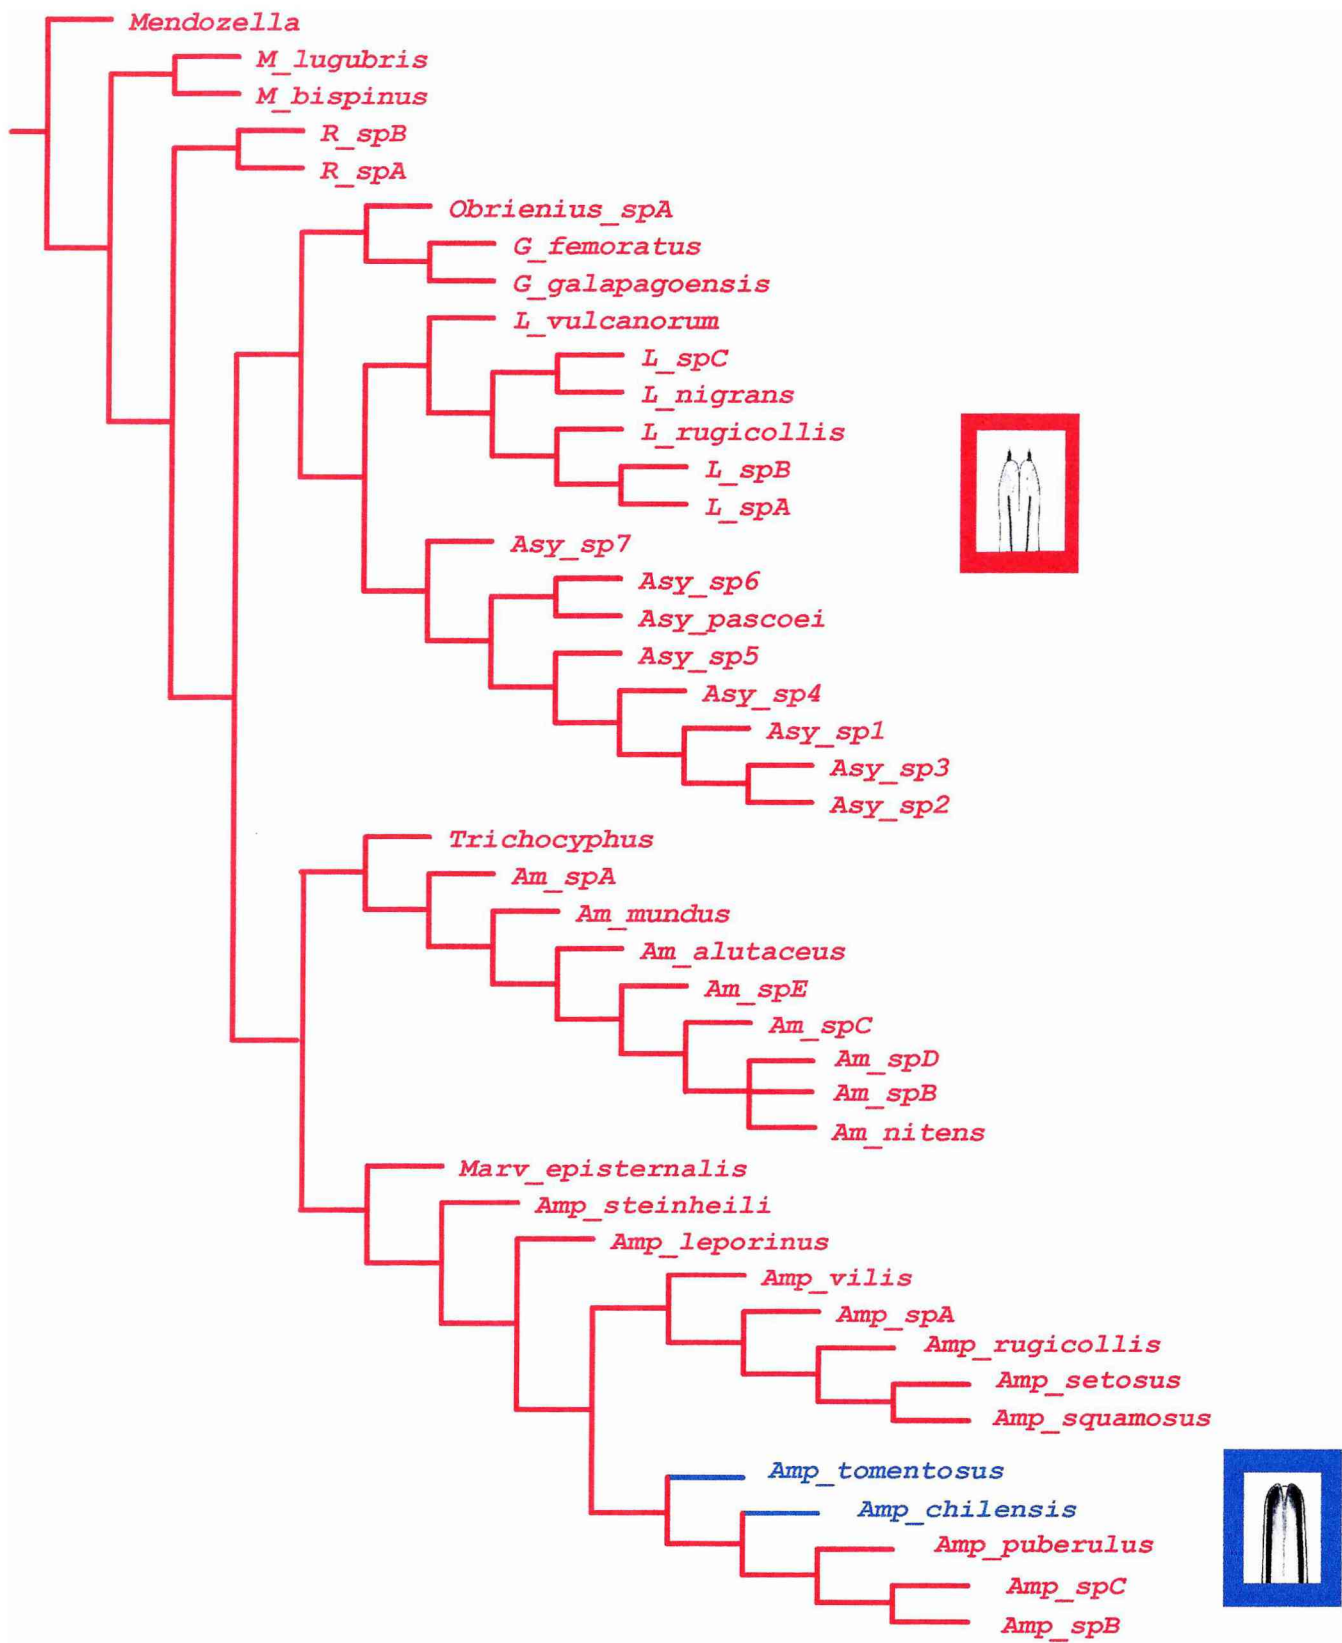 Mendozella
M_lugubris
M_bispinus
R_spB
R_spA
Obrienius_spA
G_femoratus
G_galapagoensis
L_vulcanorum
L_spC
L_nigrans
L_rugicollis
L_spB
L_spA
Asy_sp7
Asy_sp6
Asy_pascoei
Asy_sp5
Asy_sp4
Asy_sp1
Asy_sp3
Asy_sp2
Trichocyphus
Am_spA
Am_mundus
Am_alutaceus
Am_spE
Am_spC
Am_spD
Am_spB
Am_nitens
Marv_episternalis
Amp_steinheili
Amp_leporinus
Amp_vilis
Amp_spA
Amp_rugicollis
Amp_setosus
Amp_squamosus
Amp_tomentosus
Amp_chilensis
Amp_puberulus
Amp_spC
Amp_spB